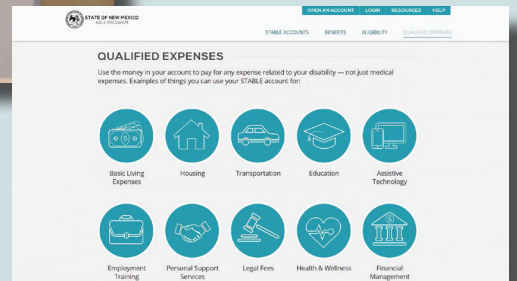 OPEN AN ACCOUNT LOGIN RESOURCES HELP
STATE OF NEW MEXICO
ABLE PROGRAM
STABLE ACCOUNTS BENEFITS ELIGIBILITY QUALIFIED EXPENSES
QUALIFIED EXPENSES
Use the money in your account to pay for any expense related to your disability — not just medical
expenses. Examples of things you can use your STABLE account for:
Basic Living
Expenses
Housing
Transportation
Education
Assistive
Technology
Employment
Training
Personal Support
Services
Legal Fees
Health & Wellness
Financial
Management